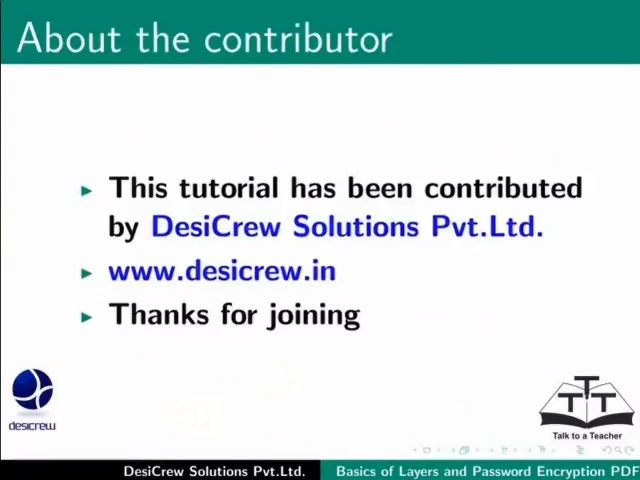 About the contributor
This tutorial has been contributed
by DesiCrew Solutions Pvt.Ltd.
www.desicrew.in
Thanks for joining
desicrew
T T T
Talk to a Teacher
DesiCrew Solutions Pvt.Ltd.
Basics of Layers and Password Encryption PDF